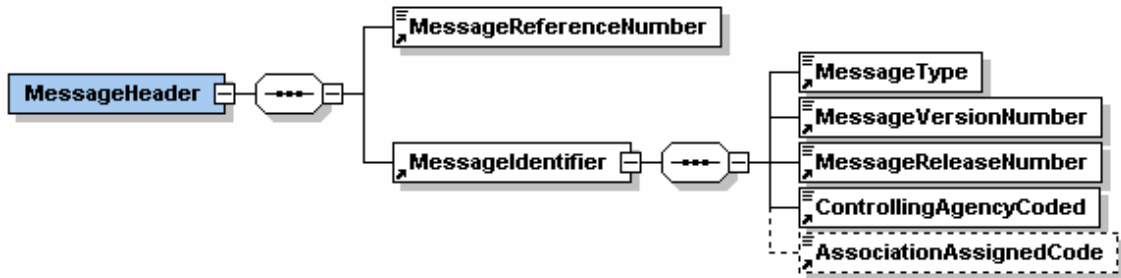 MessageReferenceNumber
MessageType
MessageHeader
MessageVersionNumber
MessageIdentifier
MessageReleaseNumber
ControllingAgencyCoded
AssociationAssignedCode